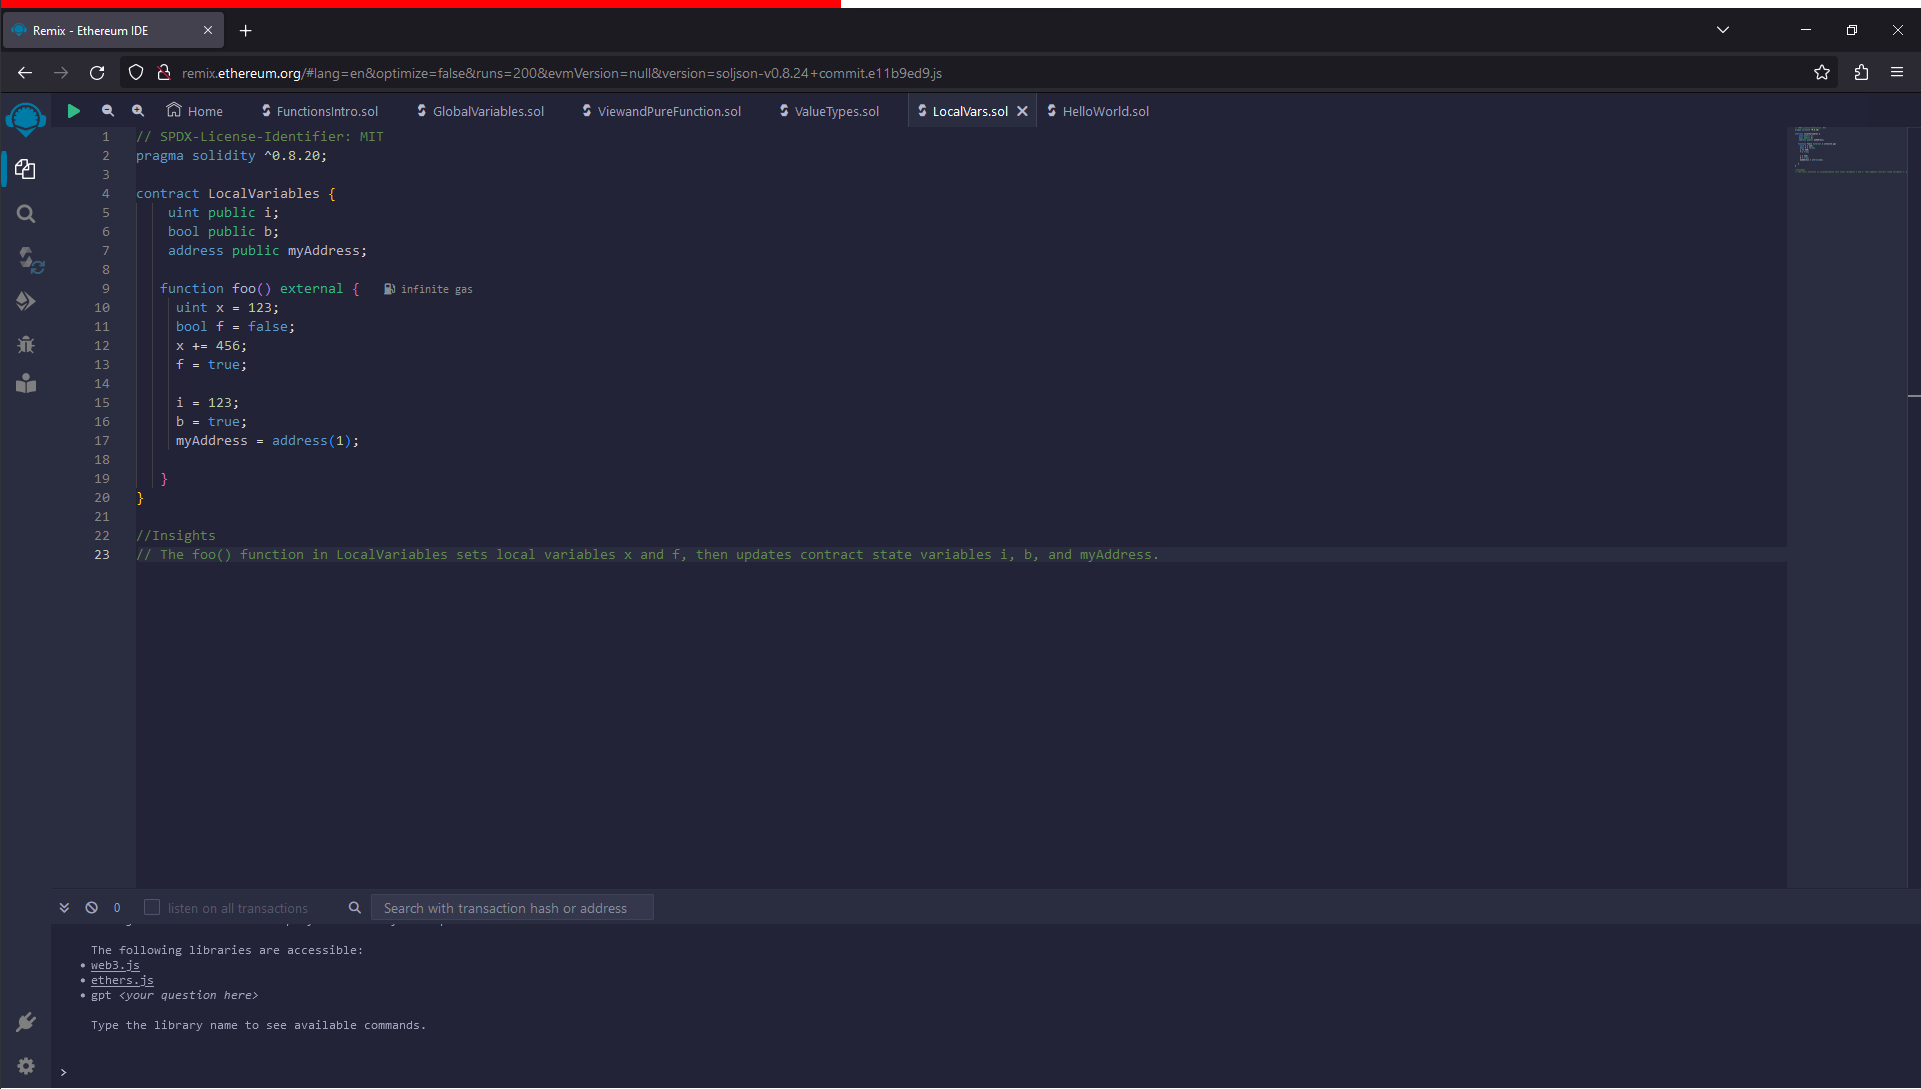 Remix - Ethereum IDE
remix.ethereum.org/#lang=en&optimize=false&runs=200&evmVersion=null&version=soljson-v0.8.24+commit.e11b9ed9.js
Home FunctionsIntro.sol GlobalVariables.sol ViewandPureFunction.sol ValueTypes.sol LocalVars.sol HelloWorld.sol
1 // SPDX-License-Identifier: MIT
2 pragma solidity ^0.8.20;
3
4 contract LocalVariables {
5 uint public i;
6 bool public b;
7 address public myAddress;
8
9 function foo() external { infinite gas
10 uint x = 123;
11 bool f = false;
12 x += 456;
13 f = true;
14
15 i = 123;
16 b = true;
17 myAddress = address(1);
18
19 }
20 }
21
22 //Insights
23 // The foo() function in LocalVariables sets local variables x and f, then updates contract state variables i, b, and myAddress.
0 listen on all transactions Search with transaction hash or address
The following libraries are accessible:
• web3.js
• ethers.js
• gpt <your question here>
Type the library name to see available commands.
>